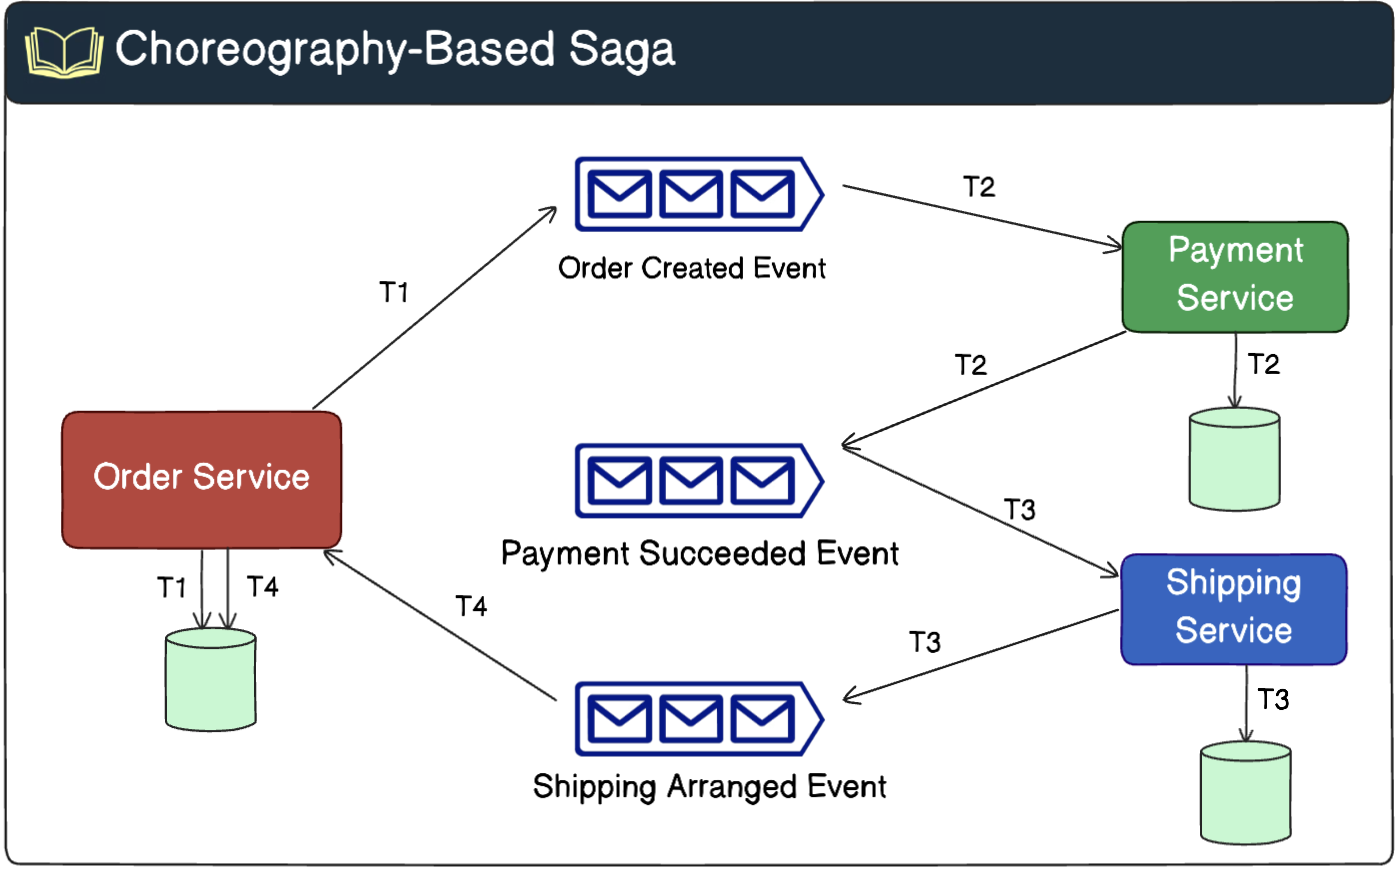 Choreography-Based Saga
T2
Payment
Service
Order Created Event
T1
T2
T2
Order Service
T3
Payment Succeeded Event
T1
T4
Shipping
Service
T4
T3
T3
Shipping Arranged Event